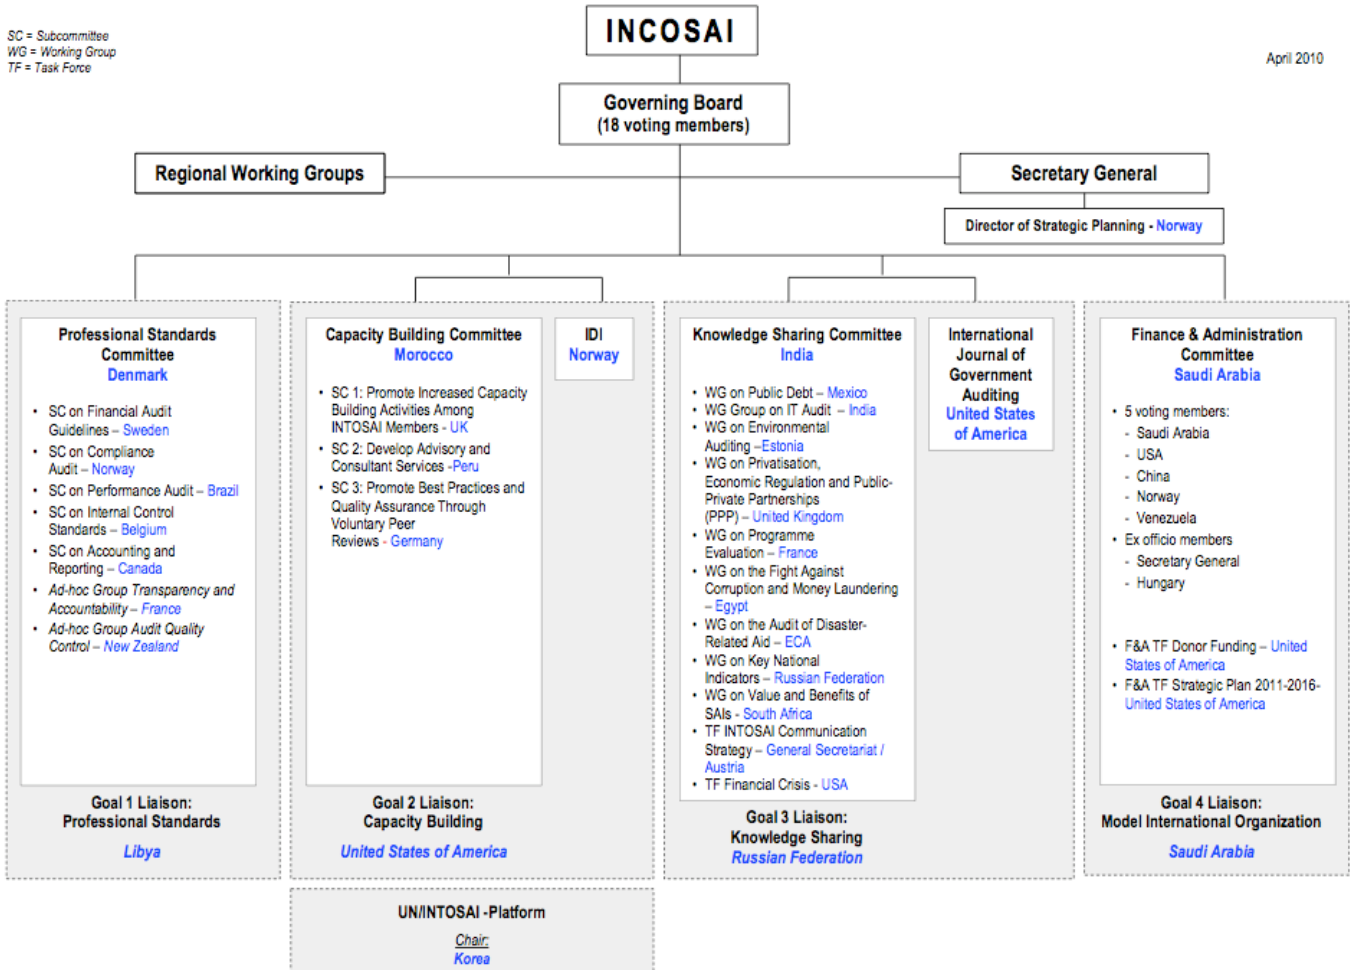 SC = Subcommittee
WG = Working Group
TF = Task Force
INCOSAI
April 2010
Governing Board
(18 voting members)
Regional Working Groups
Secretary General
Director of Strategic Planning - Norway
Professional Standards
Committee
Denmark
• SC on Financial Audit
Guidelines – Sweden
• SC on Compliance
Audit – Norway
• SC on Performance Audit – Brazil
• SC on Internal Control
Standards – Belgium
• SC on Accounting and
Reporting – Canada
• Ad-hoc Group Transparency and
Accountability – France
• Ad-hoc Group Audit Quality
Control – New Zealand
Goal 1 Liaison:
Professional Standards
Libya
Capacity Building Committee
Morocco
• SC 1: Promote Increased Capacity
Building Activities Among
INTOSAI Members - UK
• SC 2: Develop Advisory and
Consultant Services -Peru
• SC 3: Promote Best Practices and
Quality Assurance Through
Voluntary Peer
Reviews - Germany
IDI
Norway
Goal 2 Liaison:
Capacity Building
United States of America
Knowledge Sharing Committee
India
• WG on Public Debt – Mexico
• WG Group on IT Audit – India
• WG on Environmental
Auditing –Estonia
• WG on Privatisation,
Economic Regulation and Public-
Private Partnerships
(PPP) – United Kingdom
• WG on Programme
Evaluation – France
• WG on the Fight Against
Corruption and Money Laundering
– Egypt
• WG on the Audit of Disaster-
Related Aid – ECA
• WG on Key National
Indicators – Russian Federation
• WG on Value and Benefits of
SAIs - South Africa
• TF INTOSAI Communication
Strategy – General Secretariat /
Austria
• TF Financial Crisis - USA
International
Journal of
Government
Auditing
United States
of America
Goal 3 Liaison:
Knowledge Sharing
Russian Federation
Finance & Administration
Committee
Saudi Arabia
• 5 voting members:
- Saudi Arabia
- USA
- China
- Norway
- Venezuela
• Ex officio members
- Secretary General
- Hungary
• F&A TF Donor Funding – United
States of America
• F&A TF Strategic Plan 2011-2016-
United States of America
Goal 4 Liaison:
Model International Organization
Saudi Arabia
UN/INTOSAI -Platform
Chair:
Korea